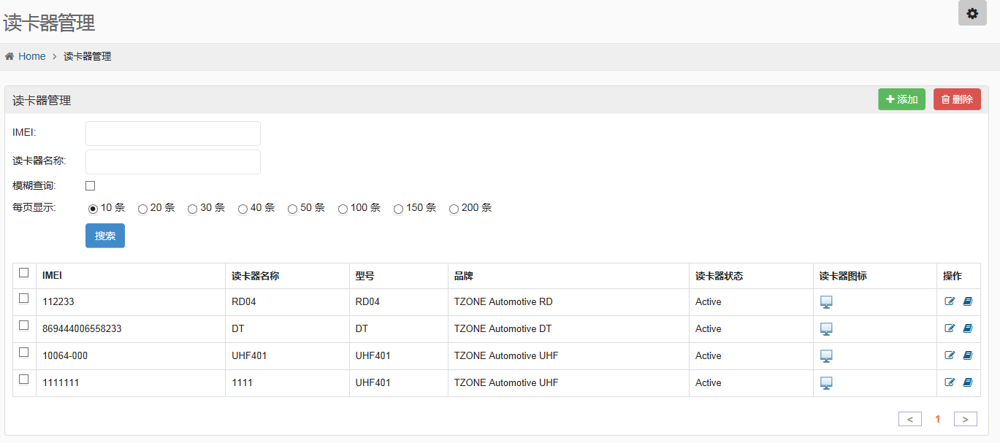 读卡器管理
Home > 读卡器管理
读卡器管理 添加 删除
IMEI:
读卡器名称:
模糊查询:
每页显示: 10 条 20 条 30 条 40 条 50 条 100 条 150 条 200 条
搜索
IMEI 读卡器名称 型号 品牌 读卡器状态 读卡器图标 操作
112233 RD04 RD04 TZONE Automotive RD Active
869444006558233 DT DT TZONE Automotive DT Active
10064-000 UHF401 UHF401 TZONE Automotive UHF Active
1111111 1111 UHF401 TZONE Automotive UHF Active
< 1 >